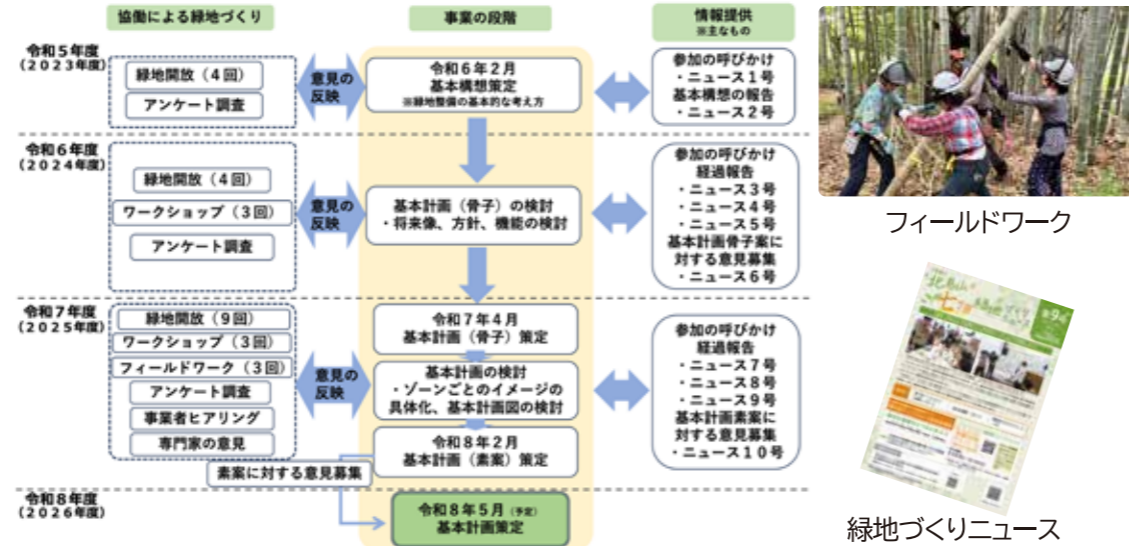 協働による緑地づくり
事業の段階
情報提供
※主なもの
令和5年度
(2023年度)
緑地開放(4回)
アンケート調査
意見の
反映
令和6年2月
基本構想策定
※緑地整備の基本的な考え方
参加の呼びかけ
・ニュース1号
基本構想の報告
・ニュース2号
令和6年度
(2024年度)
緑地開放(4回)
ワークショップ(3回)
アンケート調査
意見の
反映
基本計画(骨子)の検討
・将来像、方針、機能の検討
参加の呼びかけ
経過報告
・ニュース3号
・ニュース4号
・ニュース5号
基本計画骨子案に
対する意見募集
・ニュース6号
令和7年度
(2025年度)
緑地開放(9回)
ワークショップ(3回)
フィールドワーク(3回)
アンケート調査
事業者ヒアリング
専門家の意見
意見の
反映
令和7年4月
基本計画(骨子)策定
基本計画の検討
・ゾーンごとのイメージの
具体化、基本計画図の検討
令和8年2月
基本計画(素案)策定
参加の呼びかけ
経過報告
・ニュース7号
・ニュース8号
・ニュース9号
基本計画素案に
対する意見募集
・ニュース10号
素案に対する意見募集
令和8年度
(2026年度)
令和8年5月(予定)
基本計画策定
フィールドワーク
緑地づくりニュース